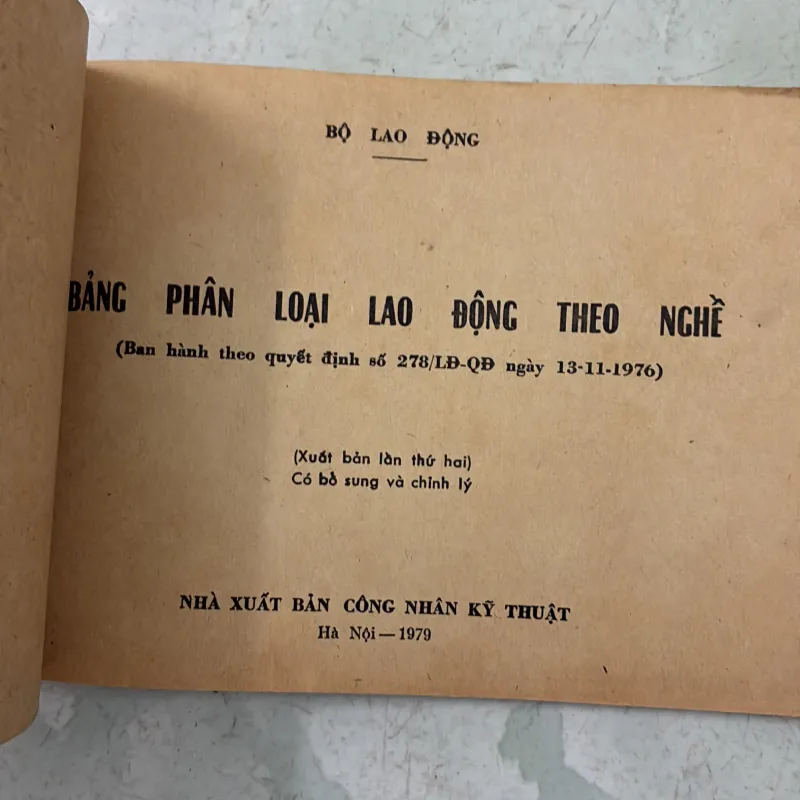 BỘ LAO ĐỘNG
BẢNG PHÂN LOẠI LAO ĐỘNG THEO NGHỀ
(Ban hành theo quyết định số 278/LĐ-QĐ ngày 13-11-1976)
(Xuất bản lần thứ hai)
Có bổ sung và chỉnh lý
NHÀ XUẤT BẢN CÔNG NHÂN KỸ THUẬT
Hà Nội — 1979